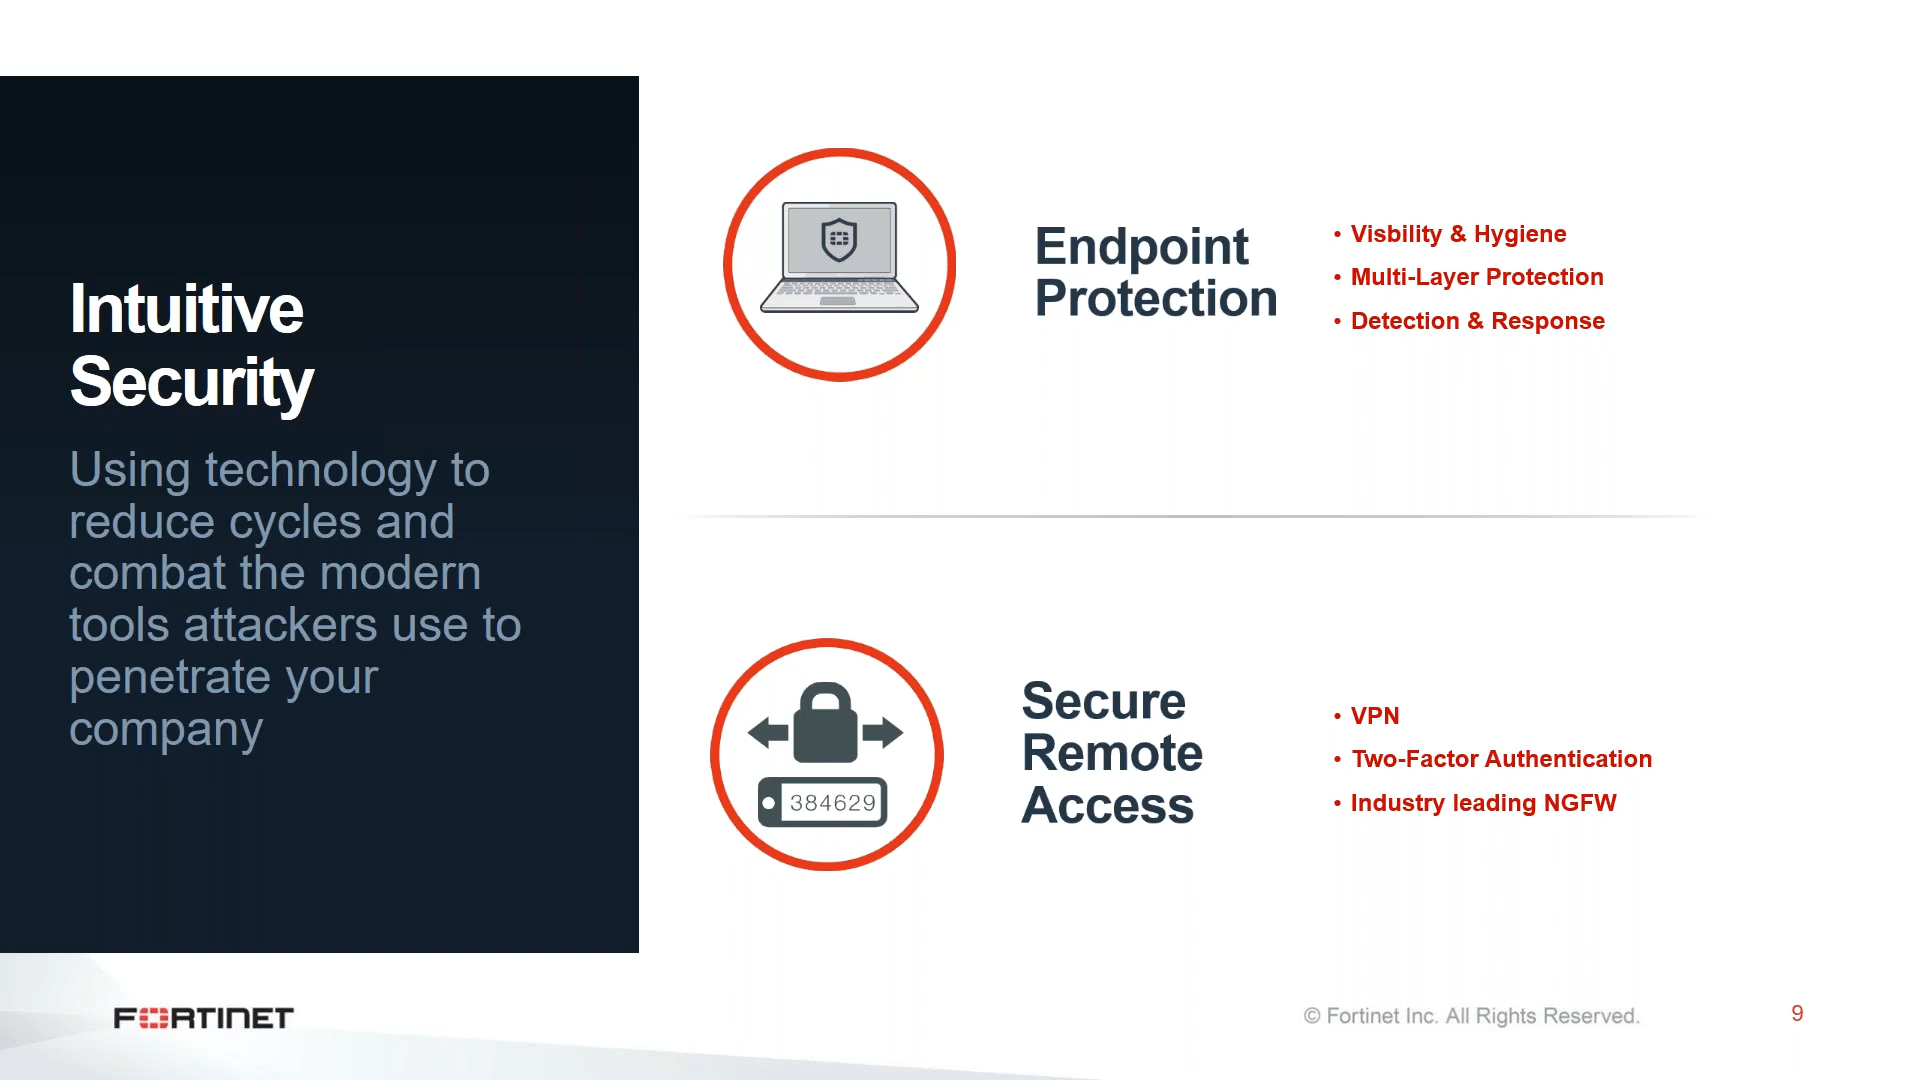 Intuitive
Security
Using technology to
reduce cycles and
combat the modern
tools attackers use to
penetrate your
company
Endpoint
Protection
• Visbility & Hygiene
• Multi-Layer Protection
• Detection & Response
384629
Secure
Remote
Access
• VPN
• Two-Factor Authentication
• Industry leading NGFW
FORTINET
© Fortinet Inc. All Rights Reserved.
9